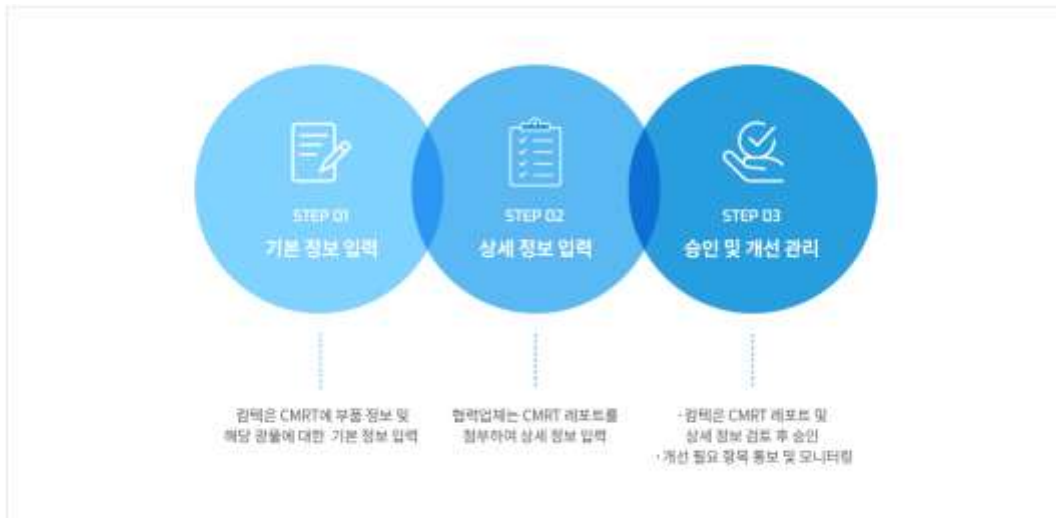 STEP 01
기본 정보 입력
STEP 02
상세 정보 입력
STEP 03
승인 및 개선 관리
컴텍은 CMRT에 부품 정보 및
해당 광물에 대한 기본 정보 입력
협력업체는 CMRT 레포트를
첨부하여 상세 정보 입력
·컴텍은 CMRT 레포트 및
상세 정보 검토 후 승인
·개선 필요 항목 통보 및 모니터링